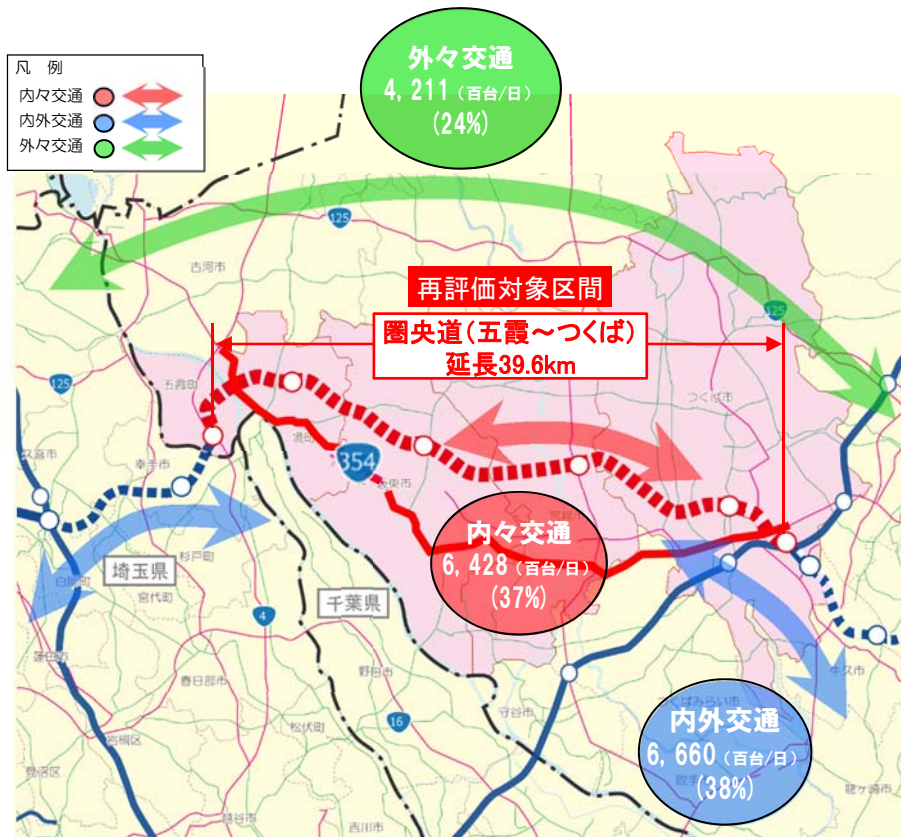 外々交通
4,211（百台/日）
(24%)
凡 例
内々交通
内外交通
外々交通
125
古河市
再評価対象区間
圏央道（五霞～つくば）
延長39.6km
125
125
五霞町
つくば市
境町
354
久喜市
幸手市
坂東市
常総市
内々交通
6,428（百台/日）
(37%)
杉戸町
埼玉県
白岡町
宮代町
千葉県
4
蓮田市
春日部市
野田市
牛久市
つくばみらい市
守谷市
16
松伏町
岩槻区
内外交通
6,660（百台/日）
(38%)
取手市
見沼区
龍ヶ崎市
越谷市
吉川市